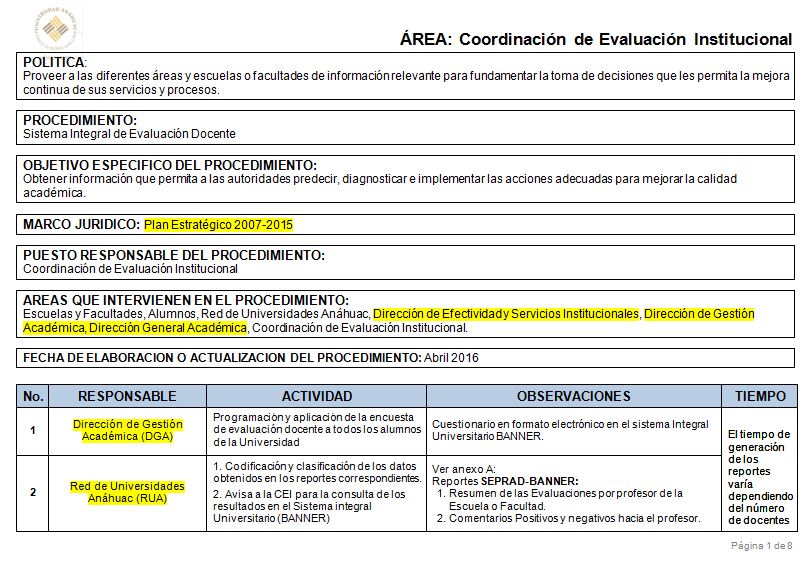 UNIVERSIDAD ANÁHUAC
ÁREA: Coordinación de Evaluación Institucional
POLITICA:
Proveer a las diferentes áreas y escuelas o facultades de información relevante para fundamentar la toma de decisiones que les permita la mejora
continua de sus servicios y procesos.
PROCEDIMIENTO:
Sistema Integral de Evaluación Docente
OBJETIVO ESPECIFICO DEL PROCEDIMIENTO:
Obtener información que permita a las autoridades predecir, diagnosticar e implementar las acciones adecuadas para mejorar la calidad
académica.
MARCO JURIDICO: Plan Estratégico 2007-2015
PUESTO RESPONSABLE DEL PROCEDIMIENTO:
Coordinación de Evaluación Institucional
AREAS QUE INTERVIENEN EN EL PROCEDIMIENTO:
Escuelas y Facultades, Alumnos, Red de Universidades Anáhuac, Dirección de Efectividad y Servicios Institucionales, Dirección de Gestión
Académica, Dirección General Académica, Coordinación de Evaluación Institucional.
FECHA DE ELABORACION O ACTUALIZACION DEL PROCEDIMIENTO: Abril 2016
No. RESPONSABLE ACTIVIDAD OBSERVACIONES TIEMPO
1
Dirección de Gestión
Académica (DGA)
Programación y aplicación de la encuesta
de evaluación docente a todos los alumnos
de la Universidad
Cuestionario en formato electrónico en el sistema Integral
Universitario BANNER.
El tiempo de
generación
de los
reportes
varía
dependiendo
del número
de docentes
2
Red de Universidades
Anáhuac (RUA)
1. Codificación y clasificación de los datos
obtenidos en los reportes correspondientes.
2. Avisa a la CEI para la consulta de los
resultados en el Sistema integral
Universitario (BANNER)
Ver anexo A:
Reportes SEPRAD-BANNER:
1. Resumen de las Evaluaciones por profesor de la
Escuela o Facultad.
2. Comentarios Positivos y negativos hacia el profesor.
Página 1 de 8